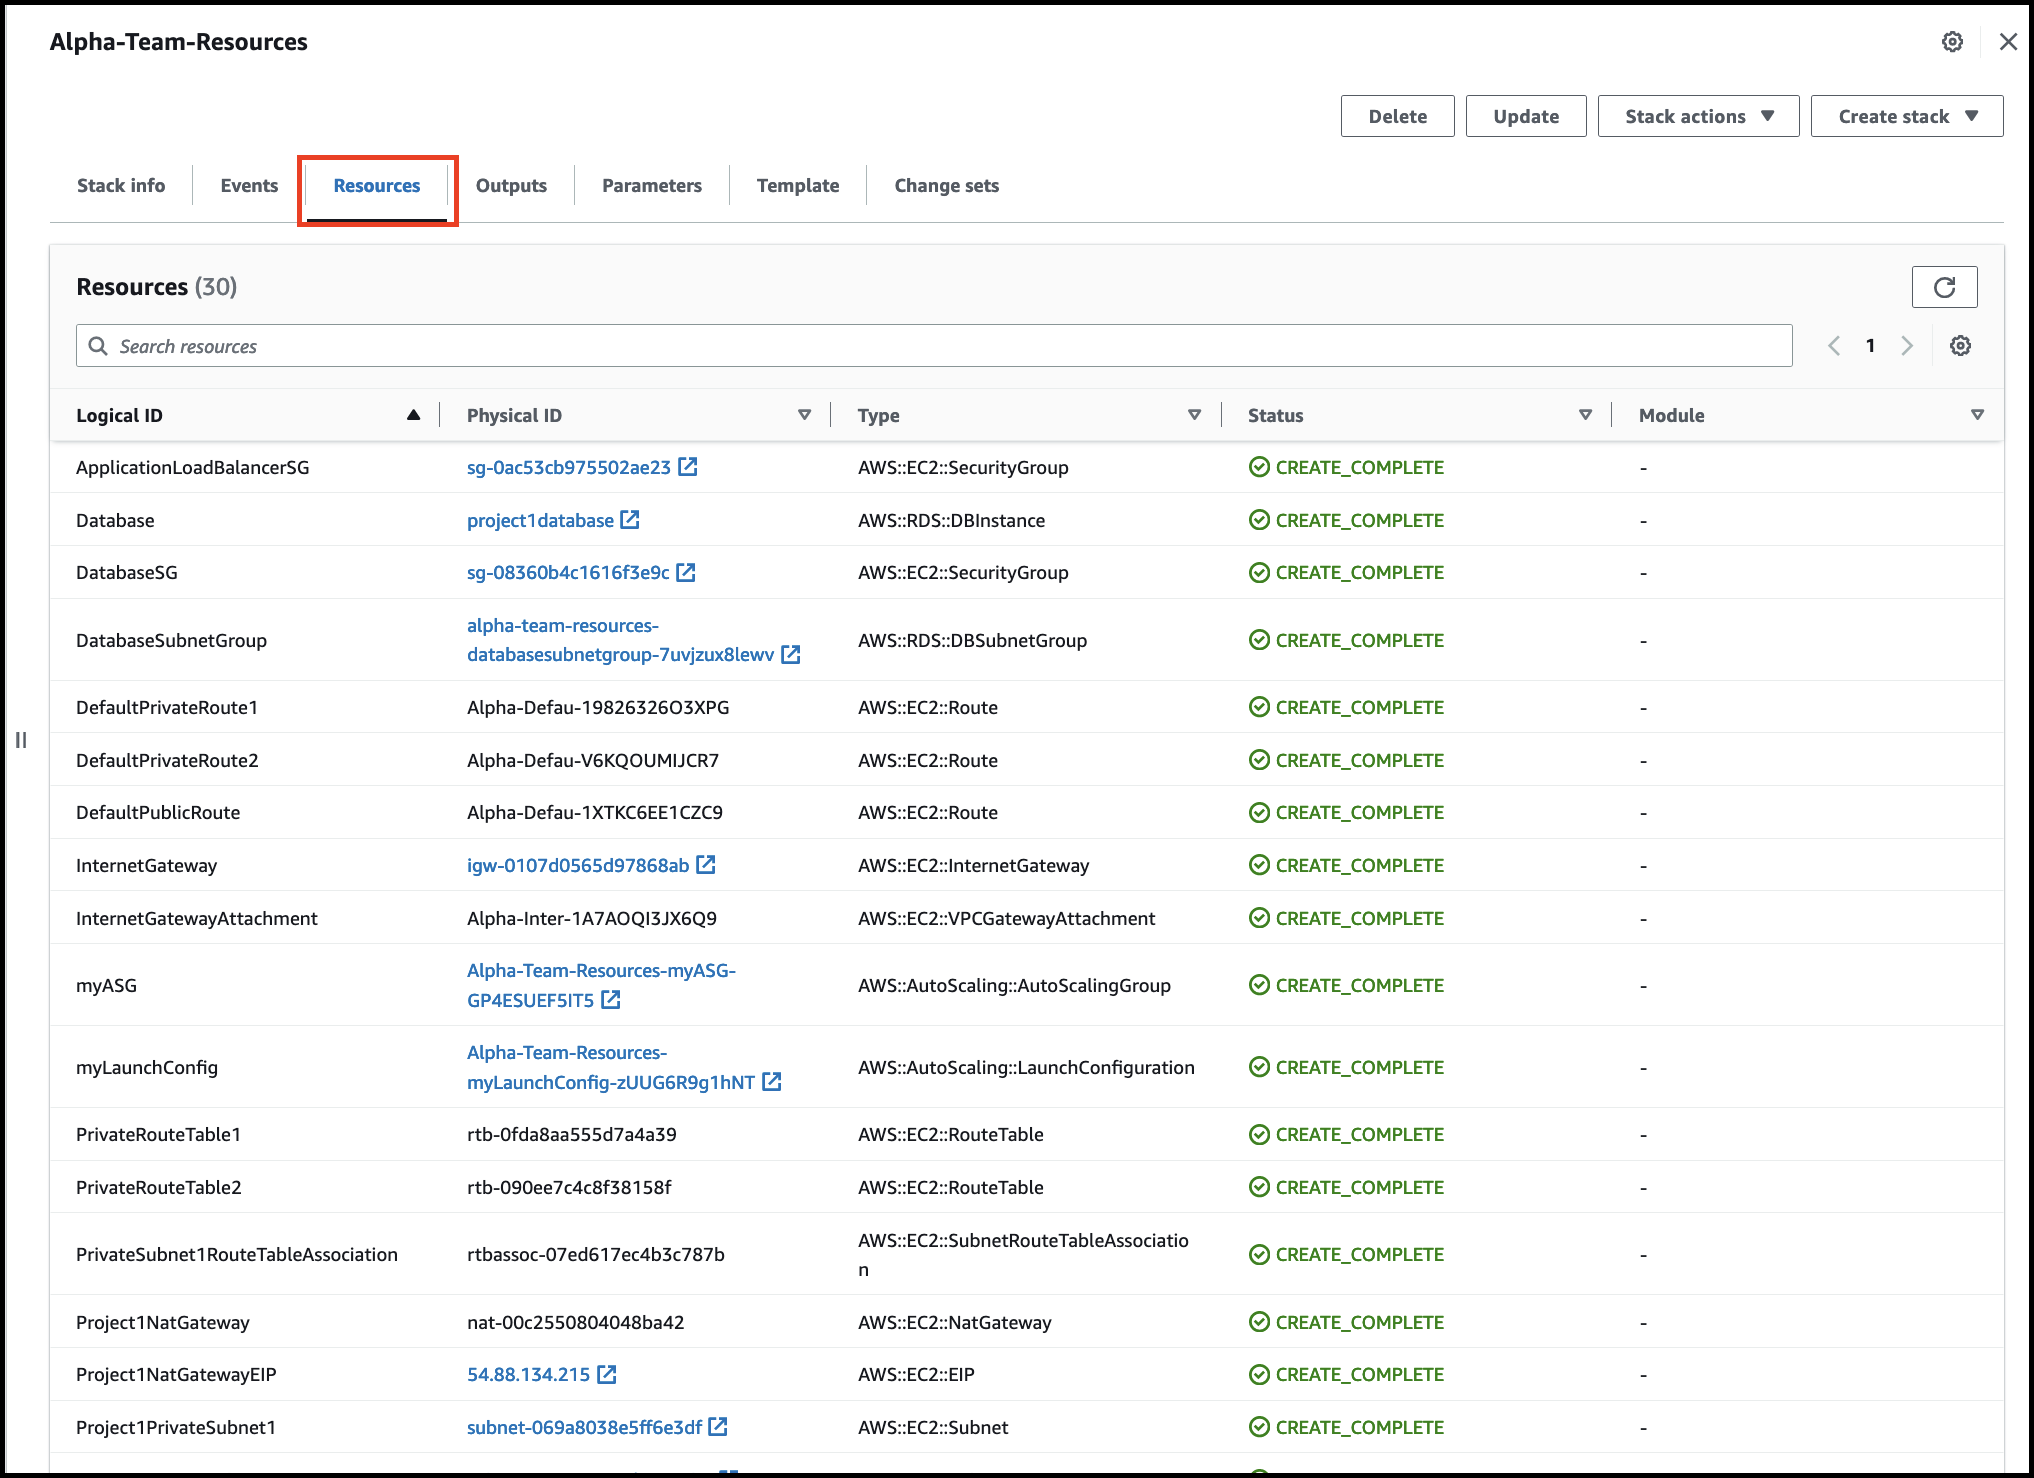 Alpha-Team-Resources
Delete
Update
Stack actions
Create stack
Stack info
Events
Resources
Outputs
Parameters
Template
Change sets
Resources (30)
Search resources
1
Logical ID
Physical ID
Type
Status
Module
ApplicationLoadBalancerSG
sg-0ac53cb975502ae23
AWS::EC2::SecurityGroup
CREATE_COMPLETE
-
Database
project1database
AWS::RDS::DBInstance
CREATE_COMPLETE
-
DatabaseSG
sg-08360b4c1616f3e9c
AWS::EC2::SecurityGroup
CREATE_COMPLETE
-
DatabaseSubnetGroup
alpha-team-resources-
databasesubnetgroup-7uvjzux8lewv
AWS::RDS::DBSubnetGroup
CREATE_COMPLETE
-
DefaultPrivateRoute1
Alpha-Defau-19826326O3XPG
AWS::EC2::Route
CREATE_COMPLETE
-
DefaultPrivateRoute2
Alpha-Defau-V6KQOUMIJCR7
AWS::EC2::Route
CREATE_COMPLETE
-
DefaultPublicRoute
Alpha-Defau-1XTKC6EE1CZC9
AWS::EC2::Route
CREATE_COMPLETE
-
InternetGateway
igw-0107d0565d97868ab
AWS::EC2::InternetGateway
CREATE_COMPLETE
-
InternetGatewayAttachment
Alpha-Inter-1A7AOQI3JX6Q9
AWS::EC2::VPCGatewayAttachment
CREATE_COMPLETE
-
myASG
Alpha-Team-Resources-myASG-
GP4ESUEF5IT5
AWS::AutoScaling::AutoScalingGroup
CREATE_COMPLETE
-
myLaunchConfig
Alpha-Team-Resources-
myLaunchConfig-zUUG6R9g1hNT
AWS::AutoScaling::LaunchConfiguration
CREATE_COMPLETE
-
PrivateRouteTable1
rtb-0fda8aa555d7a4a39
AWS::EC2::RouteTable
CREATE_COMPLETE
-
PrivateRouteTable2
rtb-090ee7c4c8f38158f
AWS::EC2::RouteTable
CREATE_COMPLETE
-
PrivateSubnet1RouteTableAssociation
rtbassoc-07ed617ec4b3c787b
AWS::EC2::SubnetRouteTableAssociatio
n
CREATE_COMPLETE
-
Project1NatGateway
nat-00c2550804048ba42
AWS::EC2::NatGateway
CREATE_COMPLETE
-
Project1NatGatewayEIP
54.88.134.215
AWS::EC2::EIP
CREATE_COMPLETE
-
Project1PrivateSubnet1
subnet-069a8038e5ff6e3df
AWS::EC2::Subnet
CREATE_COMPLETE
-